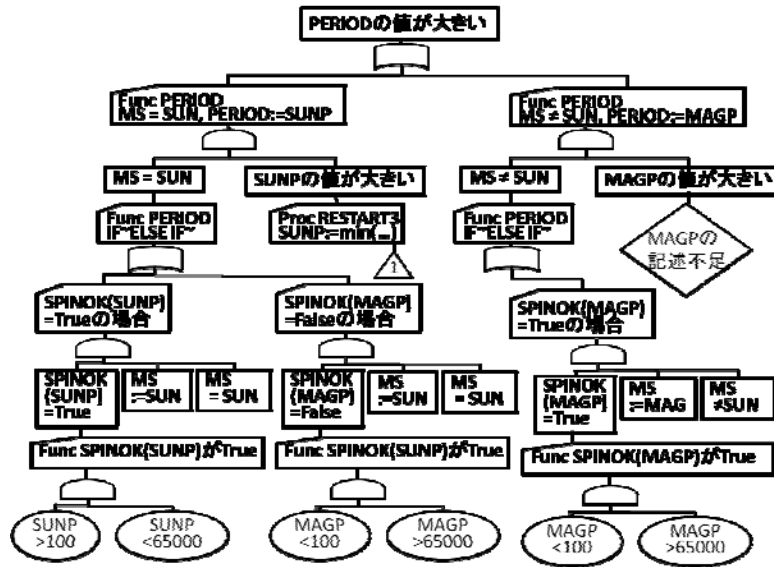 PERIODの値が大きい
Func PERIOD
MS = SUN, PERIOD:=SUNP
Func PERIOD
MS ≠ SUN, PERIOD:=MAGP
MS = SUN
SUNPの値が大きい
MS ≠ SUN
MAGPの値が大きい
Func PERIOD
IF~ELSE IF~
Proc RESTART3
SUNP:=min(...)
Func PERIOD
IF~ELSE IF~
MAGPの
記述不足
1
SPINOK(SUNP)
=Trueの場合
SPINOK(MAGP)
=Falseの場合
SPINOK(MAGP)
=Trueの場合
SPINOK
(SUNP)
=True
MS
:=SUN
MS
= SUN
SPINOK
(MAGP)
=False
MS
:=SUN
MS
= SUN
SPINOK
(MAGP)
=True
MS
:=MAG
MS
≠SUN
Func SPINOK(SUNP)がTrue
Func SPINOK(SUNP)がTrue
Func SPINOK(MAGP)がTrue
SUNP
>100
SUNP
<65000
MAGP
<100
MAGP
>65000
MAGP
<100
MAGP
>65000